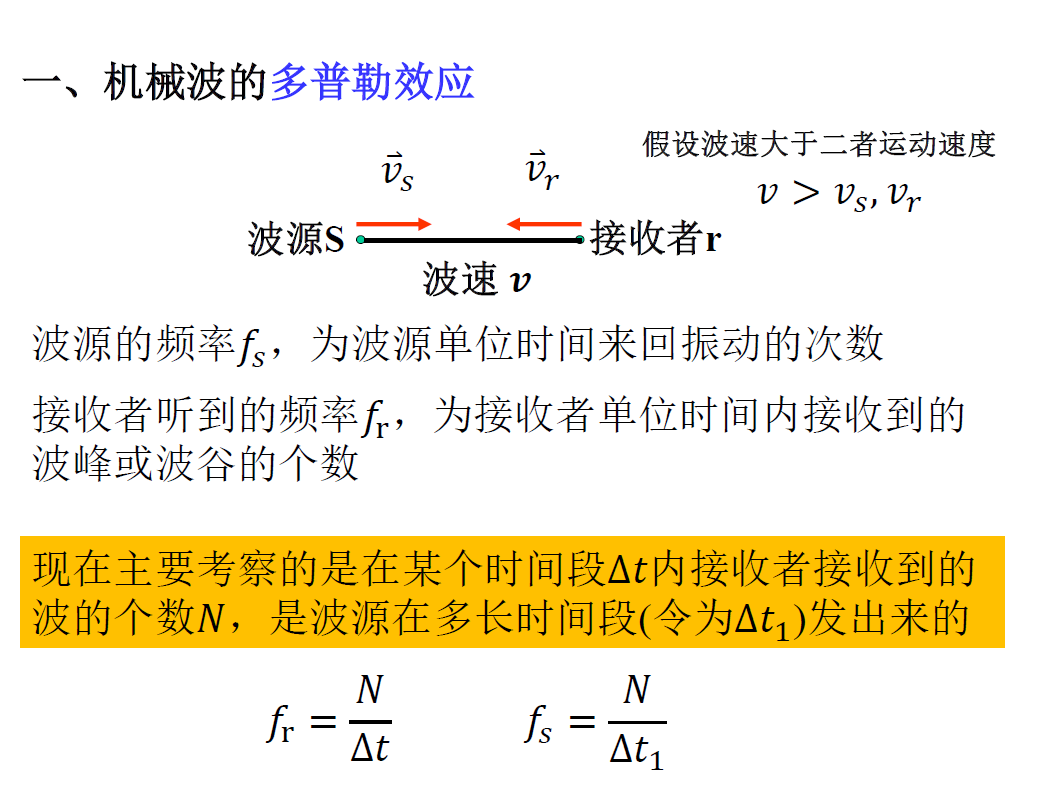 一、机械波的多普勒效应
假设波速大于二者运动速度
$\vec{v}_s$ $\vec{v}_r$
$v > v_s, v_r$
波源S 接收者r
波速 $v$
波源的频率$f_s$，为波源单位时间来回振动的次数
接收者听到的频率$f_{\mathrm{r}}$，为接收者单位时间内接收到的
波峰或波谷的个数
现在主要考察的是在某个时间段$\Delta t$内接收者接收到的
波的个数$N$，是波源在多长时间段(令为$\Delta t_1$)发出来的
$f_{\mathrm{r}} = \frac{N}{\Delta t}$ $f_s = \frac{N}{\Delta t_1}$